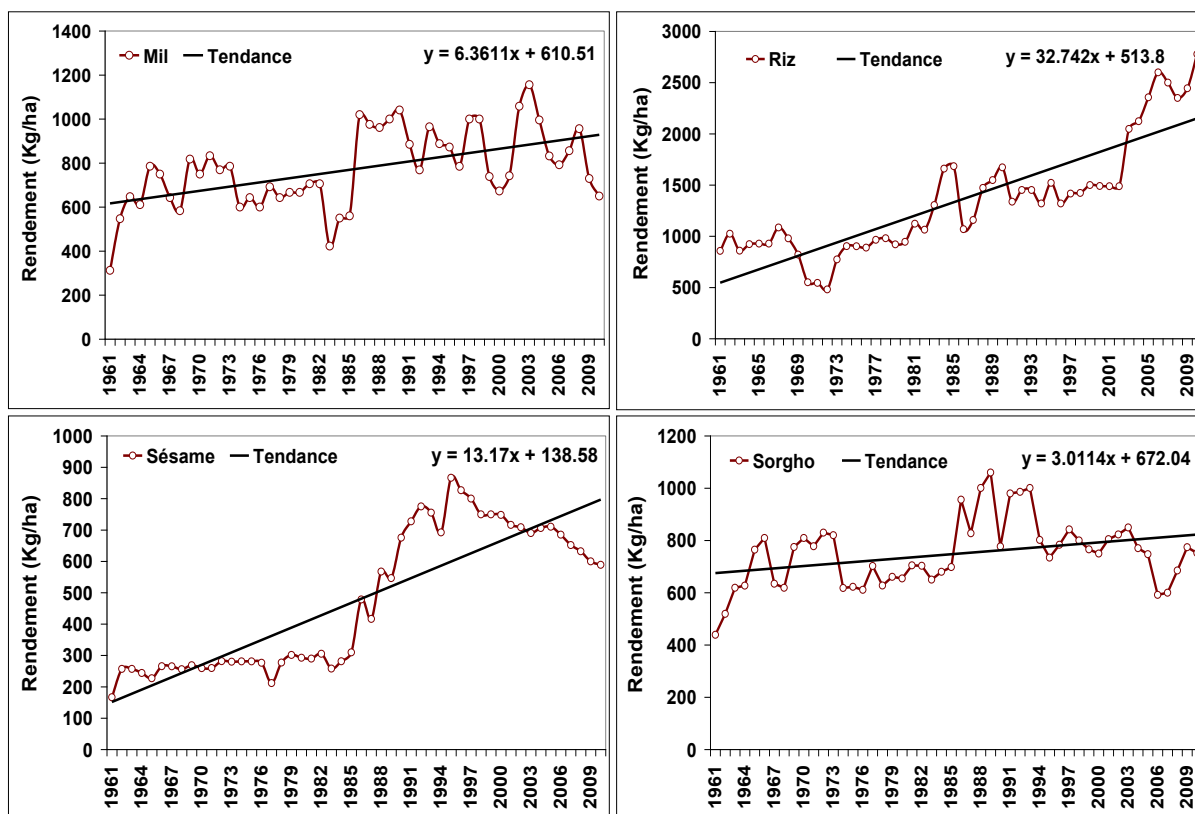 Mil Tendance y = 6.3611x + 610.51
Rendement (Kg/ha)
1400
1200
1000
800
600
400
200
0
1961 1964 1967 1970 1973 1976 1979 1982 1985 1988 1991 1994 1997 2000 2003 2006 2009
Riz Tendance y = 32.742x + 513.8
Rendement (Kg/ha)
3000
2500
2000
1500
1000
500
0
1961 1965 1969 1973 1977 1981 1985 1989 1993 1997 2001 2005 2009
Sésame Tendance y = 13.17x + 138.58
Rendement (Kg/ha)
1000
900
800
700
600
500
400
300
200
100
0
1961 1964 1967 1970 1973 1976 1979 1982 1985 1988 1991 1994 1997 2000 2003 2006 2009
Sorgho Tendance y = 3.0114x + 672.04
Rendement (Kg/ha)
1200
1000
800
600
400
200
0
1961 1964 1967 1970 1973 1976 1979 1982 1985 1988 1991 1994 1997 2000 2003 2006 2009